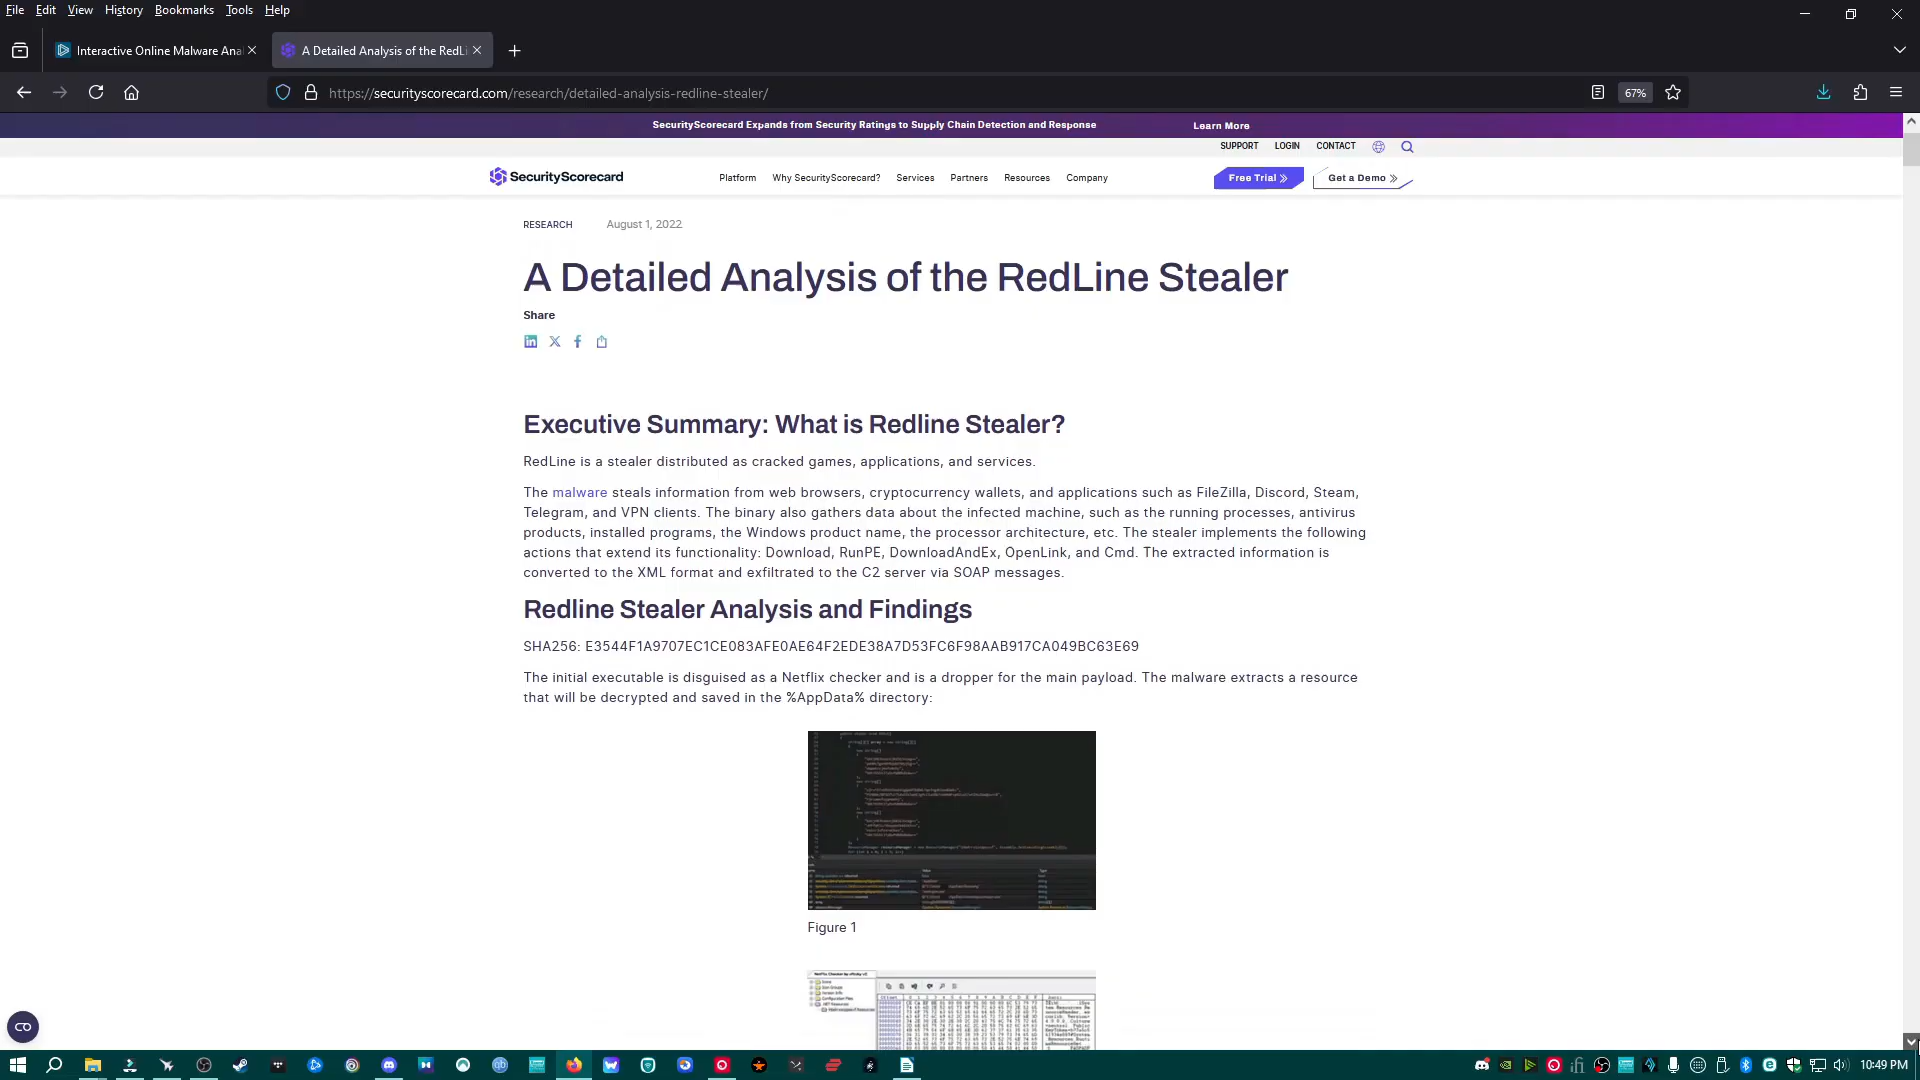 File Edit View History Bookmarks Tools Help
Interactive Online Malware Ana
A Detailed Analysis of the RedLi
https://securityscorecard.com/research/detailed-analysis-redline-stealer/
67%
SecurityScorecard Expands from Security Ratings to Supply Chain Detection and Response
Learn More
SUPPORT LOGIN CONTACT
SecurityScorecard
Platform Why SecurityScorecard? Services Partners Resources Company
Free Trial
Get a Demo
RESEARCH
August 1, 2022
A Detailed Analysis of the RedLine Stealer
Share
Executive Summary: What is Redline Stealer?
RedLine is a stealer distributed as cracked games, applications, and services.
The malware steals information from web browsers, cryptocurrency wallets, and applications such as FileZilla, Discord, Steam,
Telegram, and VPN clients. The binary also gathers data about the infected machine, such as the running processes, antivirus
products, installed programs, the Windows product name, the processor architecture, etc. The stealer implements the following
actions that extend its functionality: Download, RunPE, DownloadAndEx, OpenLink, and Cmd. The extracted information is
converted to the XML format and exfiltrated to the C2 server via SOAP messages.
Redline Stealer Analysis and Findings
SHA256: E3544F1A9707EC1CE083AFE0AE64F2EDE38A7D53FC6F98AAB917CA049BC63E69
The initial executable is disguised as a Netflix checker and is a dropper for the main payload. The malware extracts a resource
that will be decrypted and saved in the %AppData% directory:
Figure 1
10:49 PM